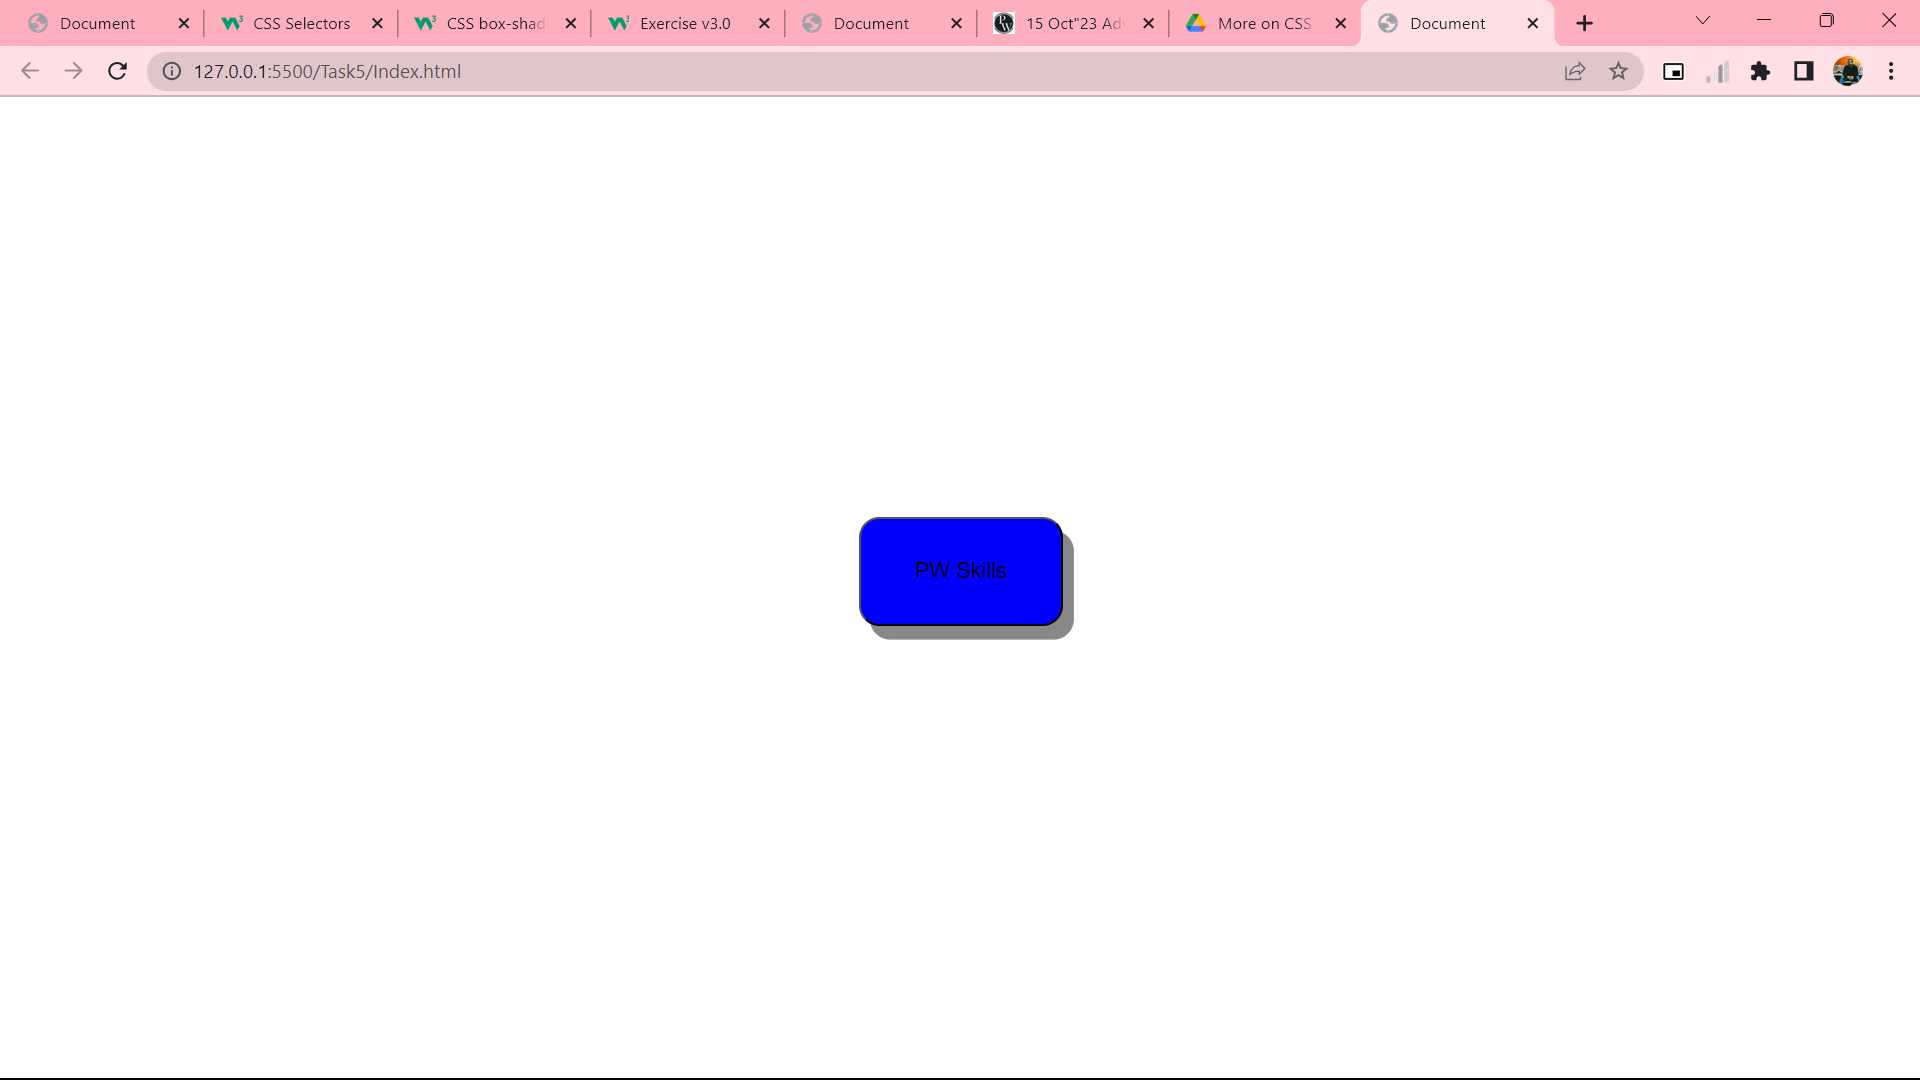 Document
CSS Selectors
CSS box-shad
Exercise v3.0
Document
15 Oct"23 Ad
More on CSS
Document
127.0.0.1:5500/Task5/Index.html
PW Skills